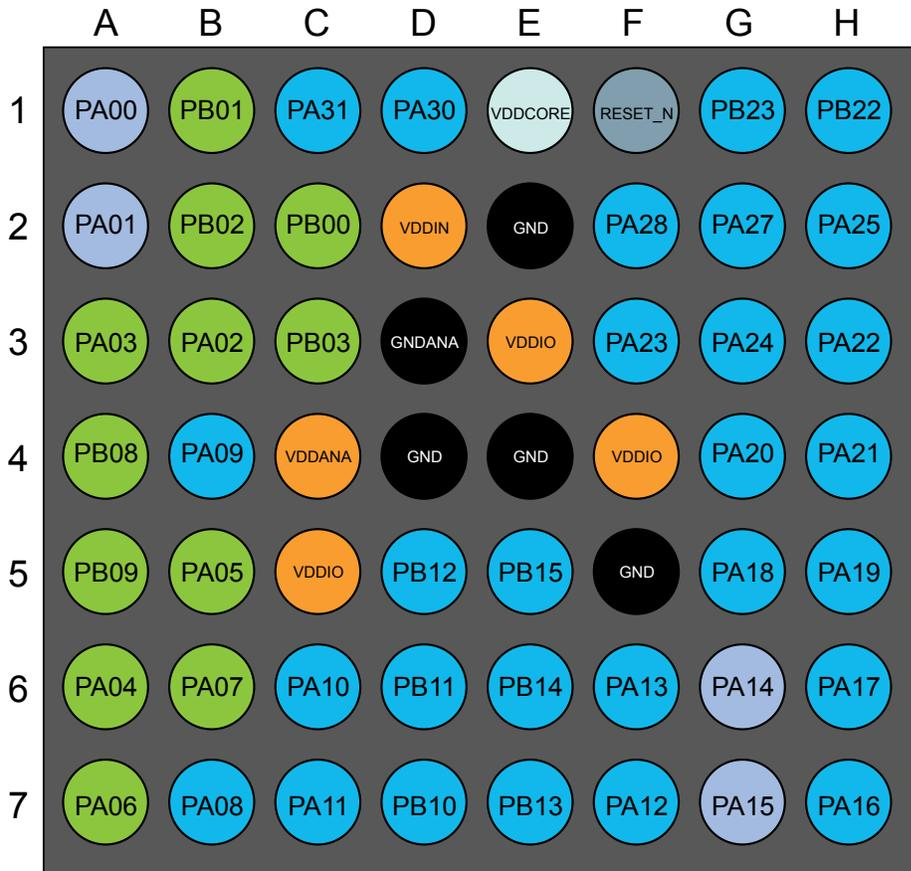 A B C D E F G H
1 PA00 PB01 PA31 PA30 VDDCORE RESET_N PB23 PB22
2 PA01 PB02 PB00 VDDIN GND PA28 PA27 PA25
3 PA03 PA02 PB03 GNDANA VDDIO PA23 PA24 PA22
4 PB08 PA09 VDDANA GND GND VDDIO PA20 PA21
5 PB09 PA05 VDDIO PB12 PB15 GND PA18 PA19
6 PA04 PA07 PA10 PB11 PB14 PA13 PA14 PA17
7 PA06 PA08 PA11 PB10 PB13 PA12 PA15 PA16